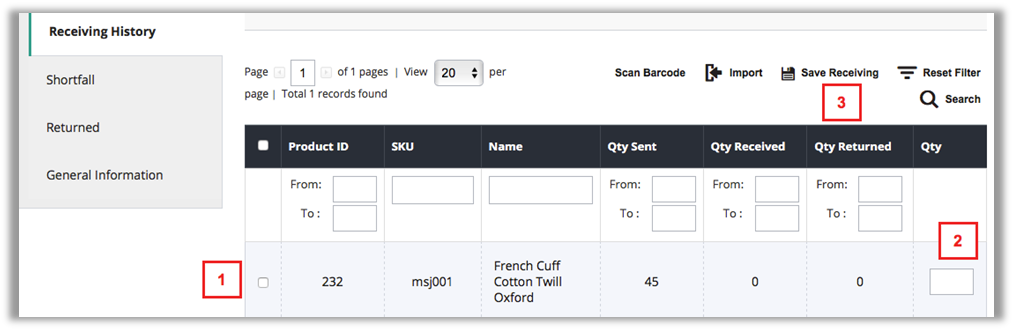 Receiving History
Shortfall
Returned
General Information
Page 1 of 1 pages | View 20 per
page | Total 1 records found
Scan Barcode Import Save Receiving Reset Filter
3 Search
Product ID SKU Name Qty Sent Qty Received Qty Returned Qty
From: From: From: From:
To : To : To : To :
2
French Cuff
1 232 msj001 Cotton Twill 45 0 0
Oxford